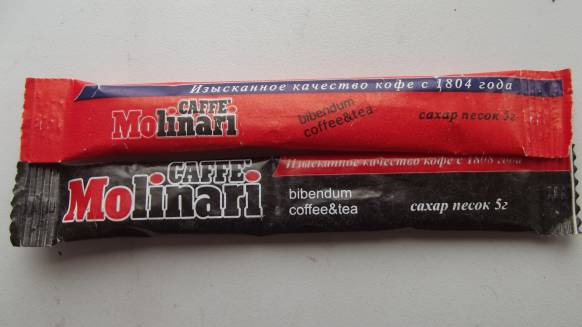 Изысканное качество кофе с 1804 года
CAFFE'
Molinari
bibendum
coffee&tea
сахар песок 5г
Изысканное качество кофе с 1808 года
CAFFE'
Molinari
bibendum
coffee&tea
сахар песок 5г